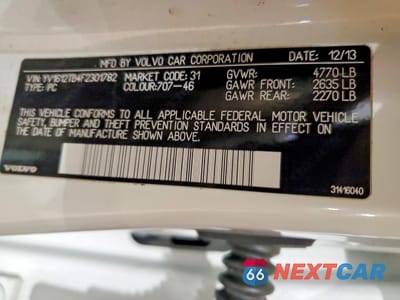 MFD BY VOLVO CAR CORPORATION DATE: 12/13
VIN: YV1612TB4F2301782 MARKET CODE: 31 GVWR: 4770 LB
TYPE: PC COLOUR:707-46 GAWR FRONT: 2635 LB
GAWR REAR: 2270 LB
THIS VEHICLE CONFORMS TO ALL APPLICABLE FEDERAL MOTOR VEHICLE
SAFETY, BUMPER AND THEFT PREVENTION STANDARDS IN EFFECT ON
THE DATE OF MANUFACTURE SHOWN ABOVE.
VOLVO
31416040
66 NEXTCAR